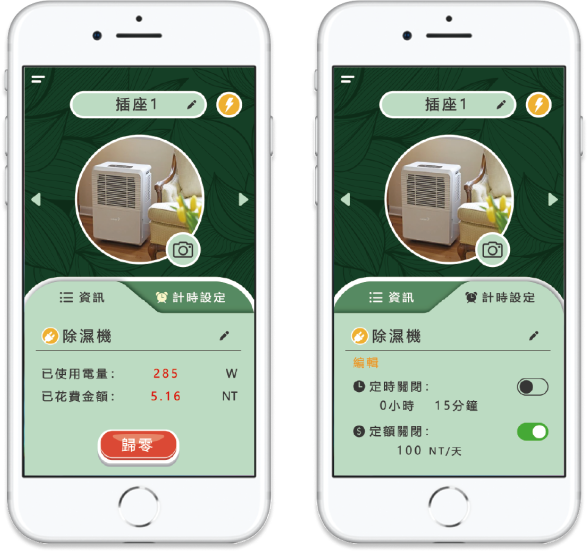 插座1
資訊
計時設定
除濕機
已使用電量: 285 W
已花費金額: 5.16 NT
歸零
插座1
資訊
計時設定
除濕機
編輯
定時關閉:
0小時 15分鐘
定額關閉:
100 NT/天